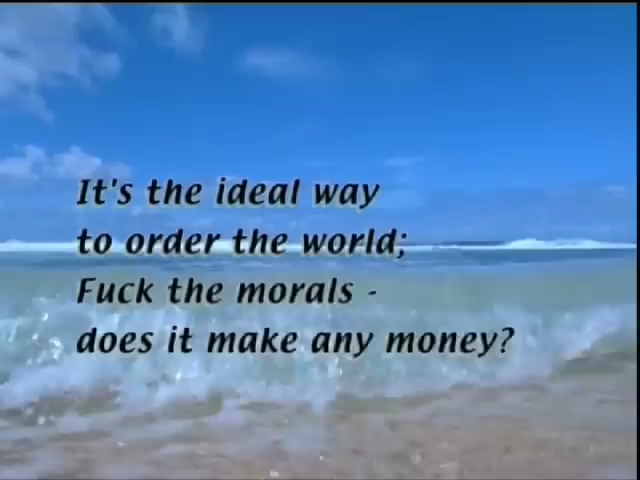 It's the ideal way
to order the world;
Fuck the morals -
does it make any money?